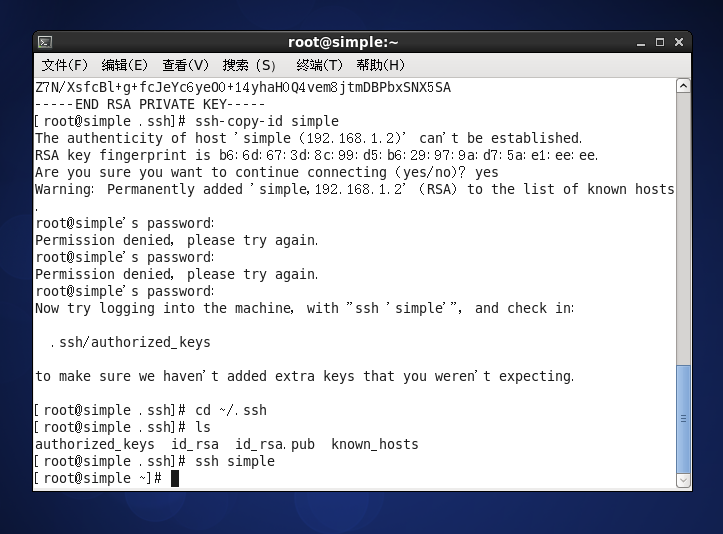 root@simple:~
文件(F) 编辑(E) 查看(V) 搜索 (S) 终端(T) 帮助(H)
Z7N/XsfcBl+g+fcJeYc6yeO0+14yhaH0Q4vem8jtmDBPbxSNX5SA
-----END RSA PRIVATE KEY-----
[root@simple .ssh]# ssh-copy-id simple
The authenticity of host 'simple (192.168.1.2)' can't be established.
RSA key fingerprint is b6:6d:67:3d:8c:99:d5:b6:29:97:9a:d7:5a:e1:ee:ee.
Are you sure you want to continue connecting (yes/no)? yes
Warning: Permanently added 'simple,192.168.1.2' (RSA) to the list of known hosts
.
root@simple's password:
Permission denied, please try again.
root@simple's password:
Permission denied, please try again.
root@simple's password:
Now try logging into the machine, with "ssh 'simple'", and check in:
.ssh/authorized_keys
to make sure we haven't added extra keys that you weren't expecting.
[root@simple .ssh]# cd ~/.ssh
[root@simple .ssh]# ls
authorized_keys id_rsa id_rsa.pub known_hosts
[root@simple .ssh]# ssh simple
[root@simple ~]#